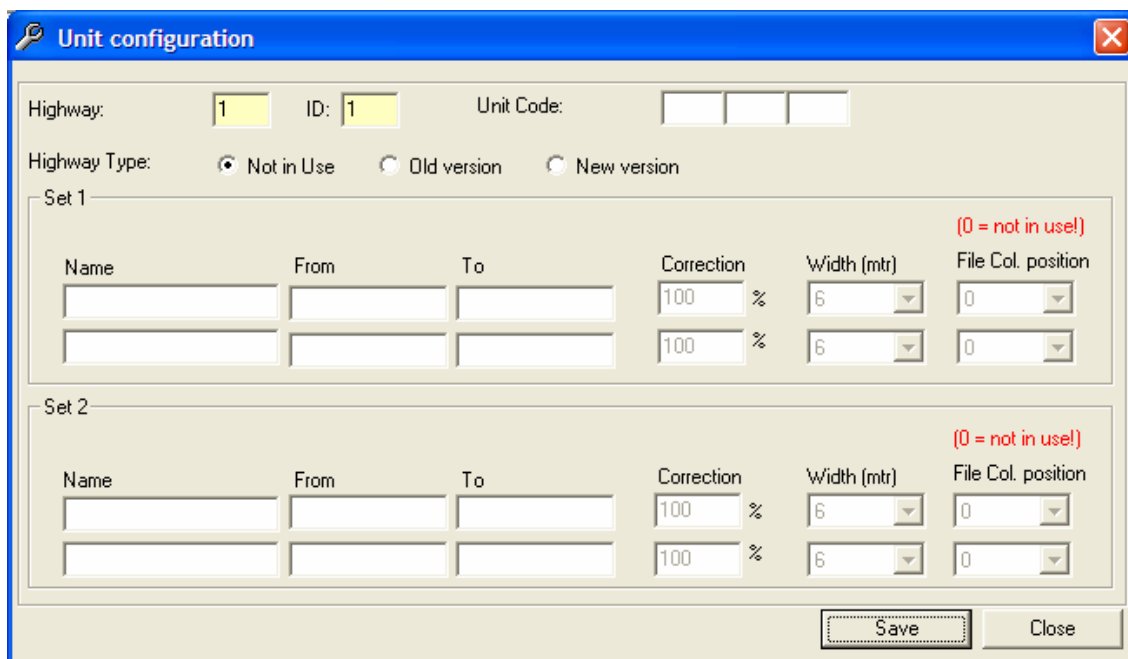 Unit configuration
Highway: 1 ID: 1 Unit Code:
Highway Type: Not in Use Old version New version
Set 1
(0 = not in use!)
Name From To Correction Width (mtr) File Col. position
100 % 6 0
100 % 6 0
Set 2
(0 = not in use!)
Name From To Correction Width (mtr) File Col. position
100 % 6 0
100 % 6 0
Save Close